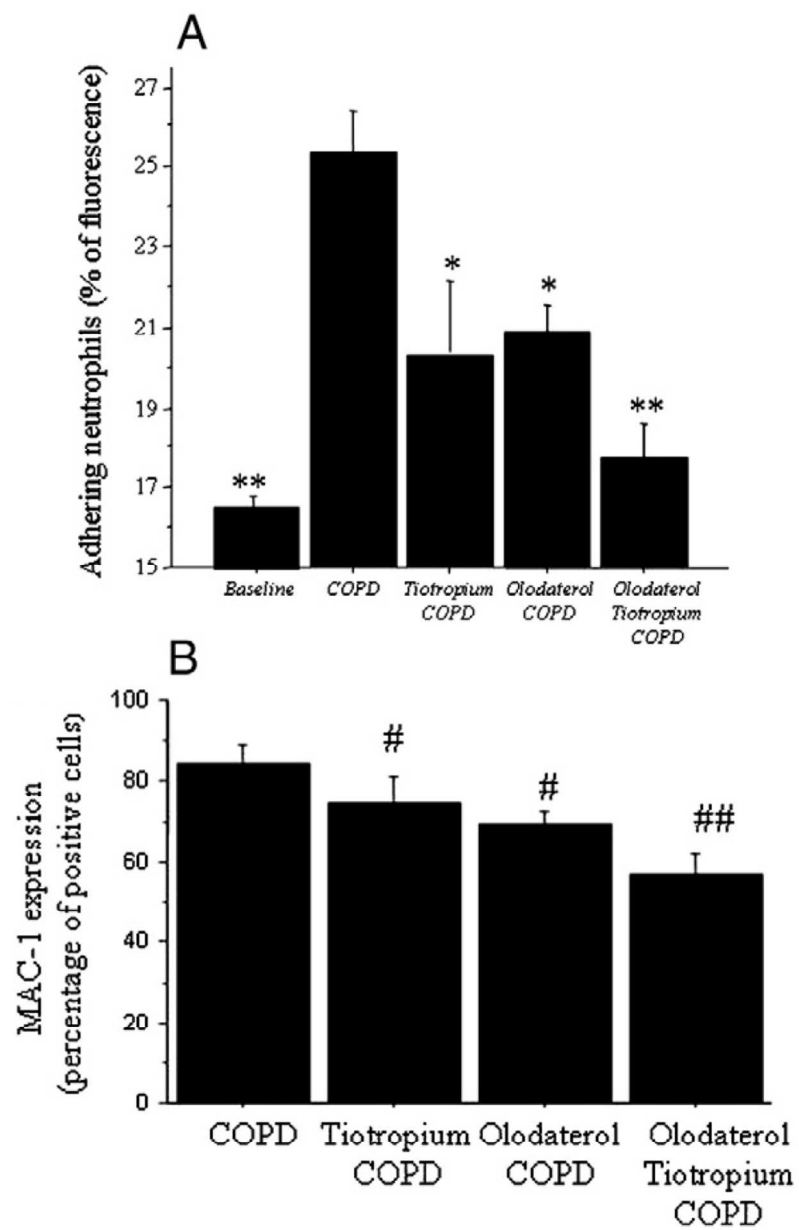 A
Adhering neutrophils (% of fluorescence)
27
25
23
21
19
17
15
**
*
*
**
Baseline
COPD
Tiotropium
COPD
Olodaterol
COPD
Olodaterol
Tiotropium
COPD
B
MAC-1 expression
(percentage of positive cells)
100
80
60
40
20
0
#
#
##
COPD
Tiotropium
COPD
Olodaterol
COPD
Olodaterol
Tiotropium
COPD